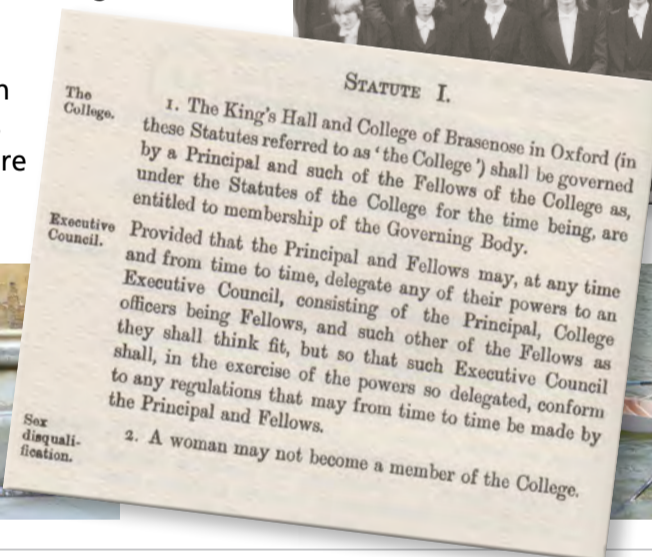 n
re
STATUTE I.
The
College.
1. The King's Hall and College of Brasenose in Oxford (in
these Statutes referred to as 'the College') shall be governed
by a Principal and such of the Fellows of the College as,
under the Statutes of the College for the time being, are
entitled to membership of the Governing Body.
Executive
Council.
Provided that the Principal and Fellows may, at any time
and from time to time, delegate any of their powers to an
Executive Council, consisting of the Principal, College
officers being Fellows, and such other of the Fellows as
they shall think fit, but so that such Executive Council
shall, in the exercise of the powers so delegated, conform
to any regulations that may from time to time be made by
the Principal and Fellows.
Sex
disquali-
fication.
2. A woman may not become a member of the College.